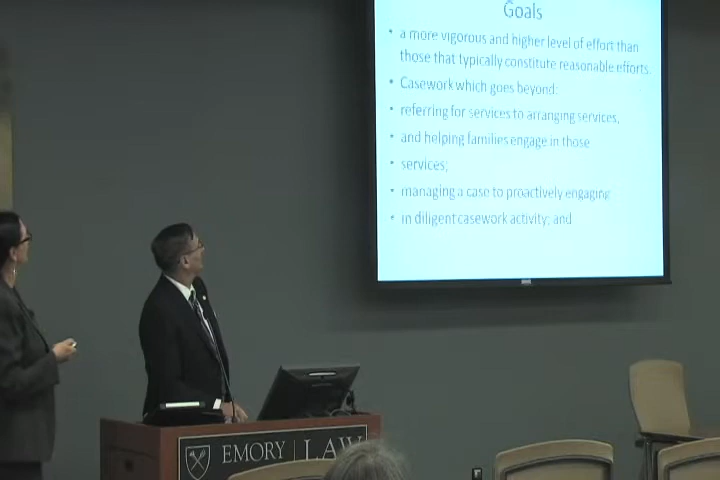 Goals
• a more vigorous and higher level of effort than
those that typically constitute reasonable efforts.
• Casework which goes beyond:
• referring for services to arranging services,
• and helping families engage in those
• services;
• managing a case to proactively engaging
• in diligent casework activity; and
EMORY | LAW